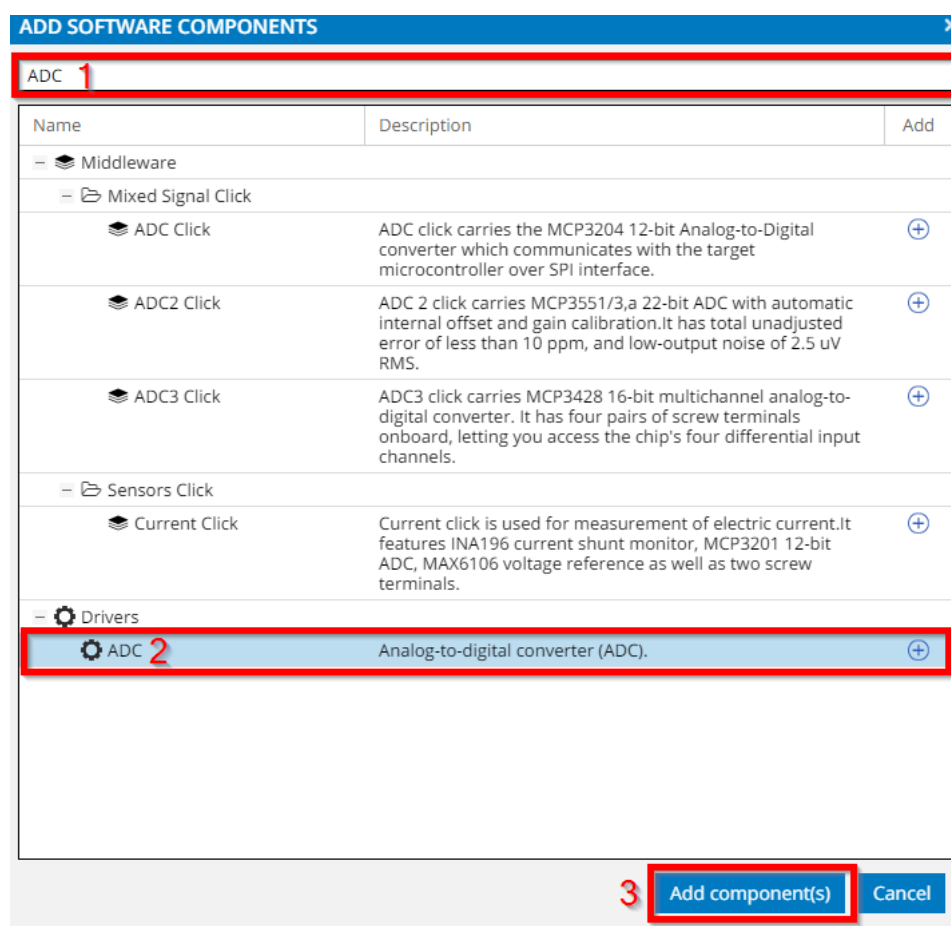 ADD SOFTWARE COMPONENTS
ADC 1
Name Description Add
Middleware
Mixed Signal Click
ADC Click ADC click carries the MCP3204 12-bit Analog-to-Digital
converter which communicates with the target
microcontroller over SPI interface.
ADC2 Click ADC 2 click carries MCP3551/3,a 22-bit ADC with automatic
internal offset and gain calibration.It has total unadjusted
error of less than 10 ppm, and low-output noise of 2.5 uV
RMS.
ADC3 Click ADC3 click carries MCP3428 16-bit multichannel analog-to-
digital converter. It has four pairs of screw terminals
onboard, letting you access the chip's four differential input
channels.
Sensors Click
Current Click Current click is used for measurement of electric current.It
features INA196 current shunt monitor, MCP3201 12-bit
ADC, MAX6106 voltage reference as well as two screw
terminals.
Drivers
ADC 2 Analog-to-digital converter (ADC).
3 Add component(s) Cancel